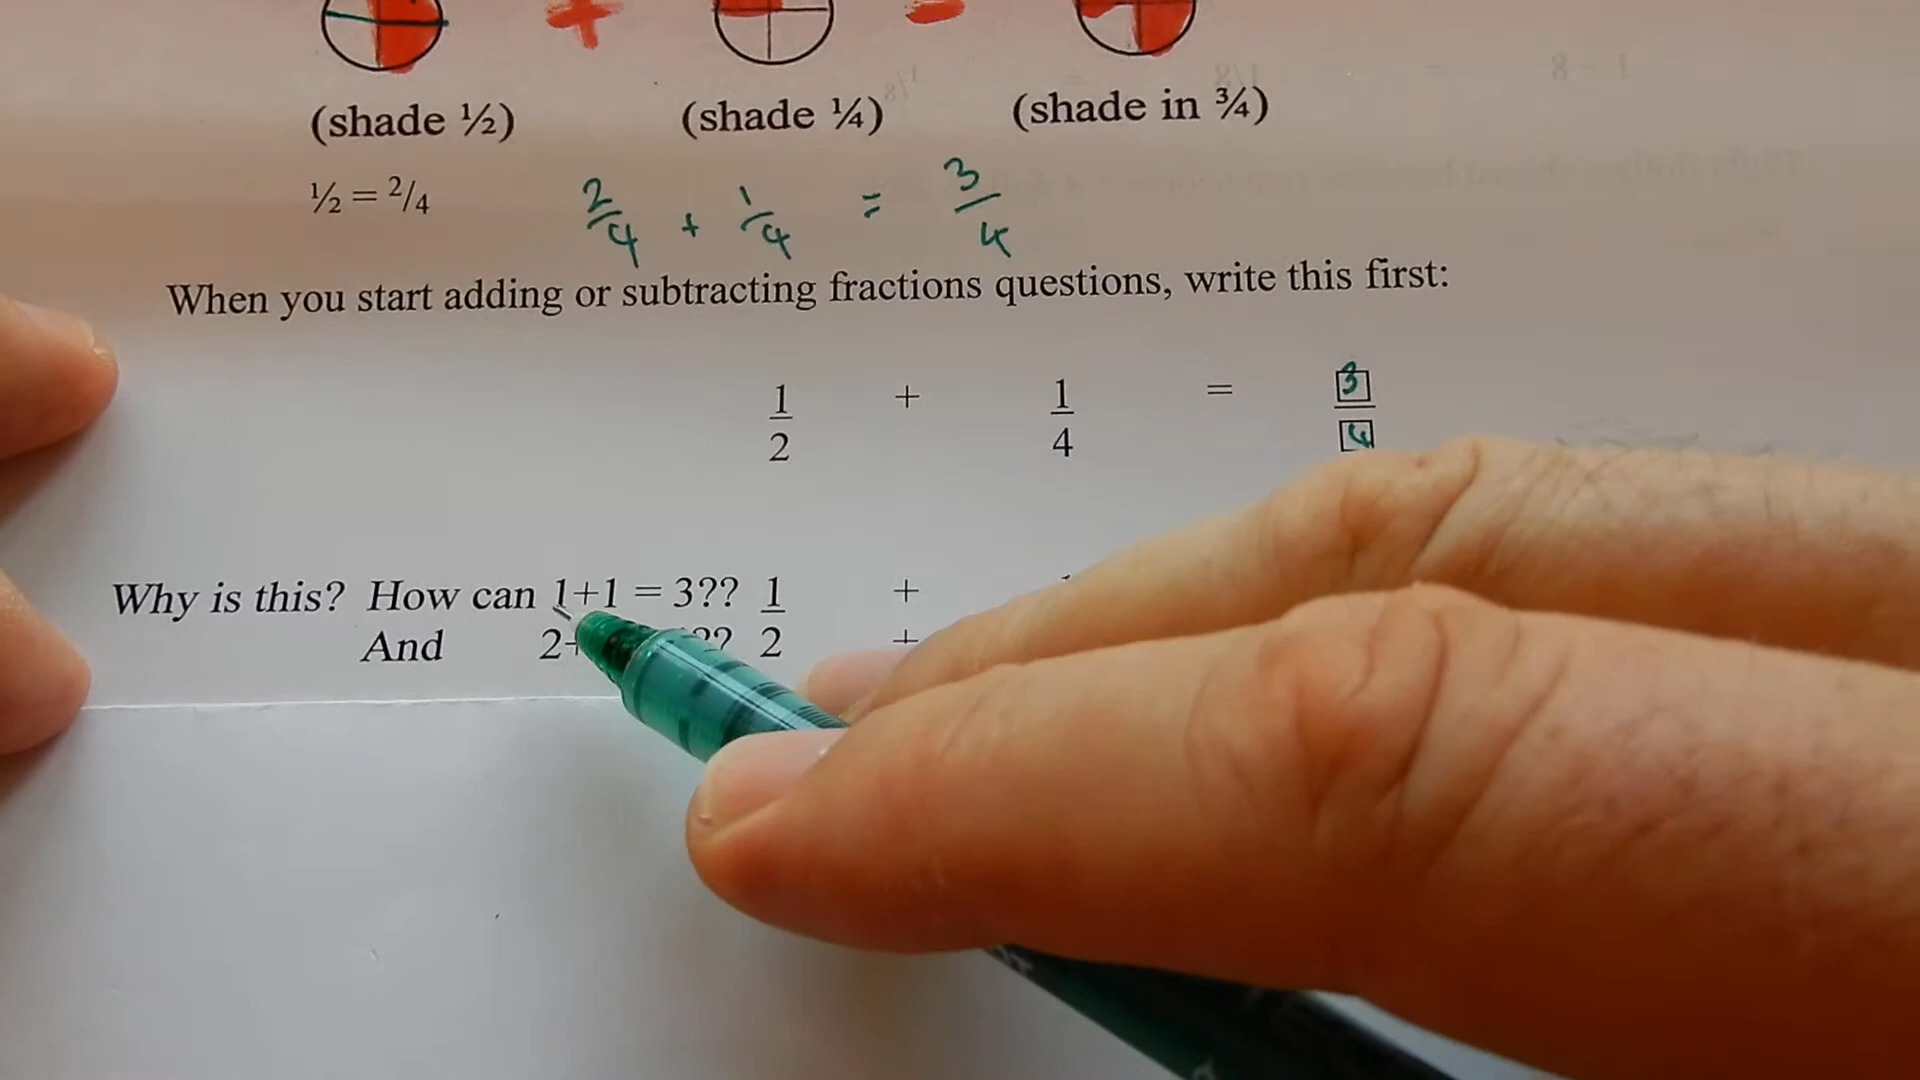 + =
(shade ½) (shade ¼) (shade in ¾)
½ = 2/4 2/4 + 1/4 = 3/4
When you start adding or subtracting fractions questions, write this first:
1/2 + 1/4 = 3/4
Why is this? How can 1+1 = 3?? 1 +
And 2+ ?? 2 +